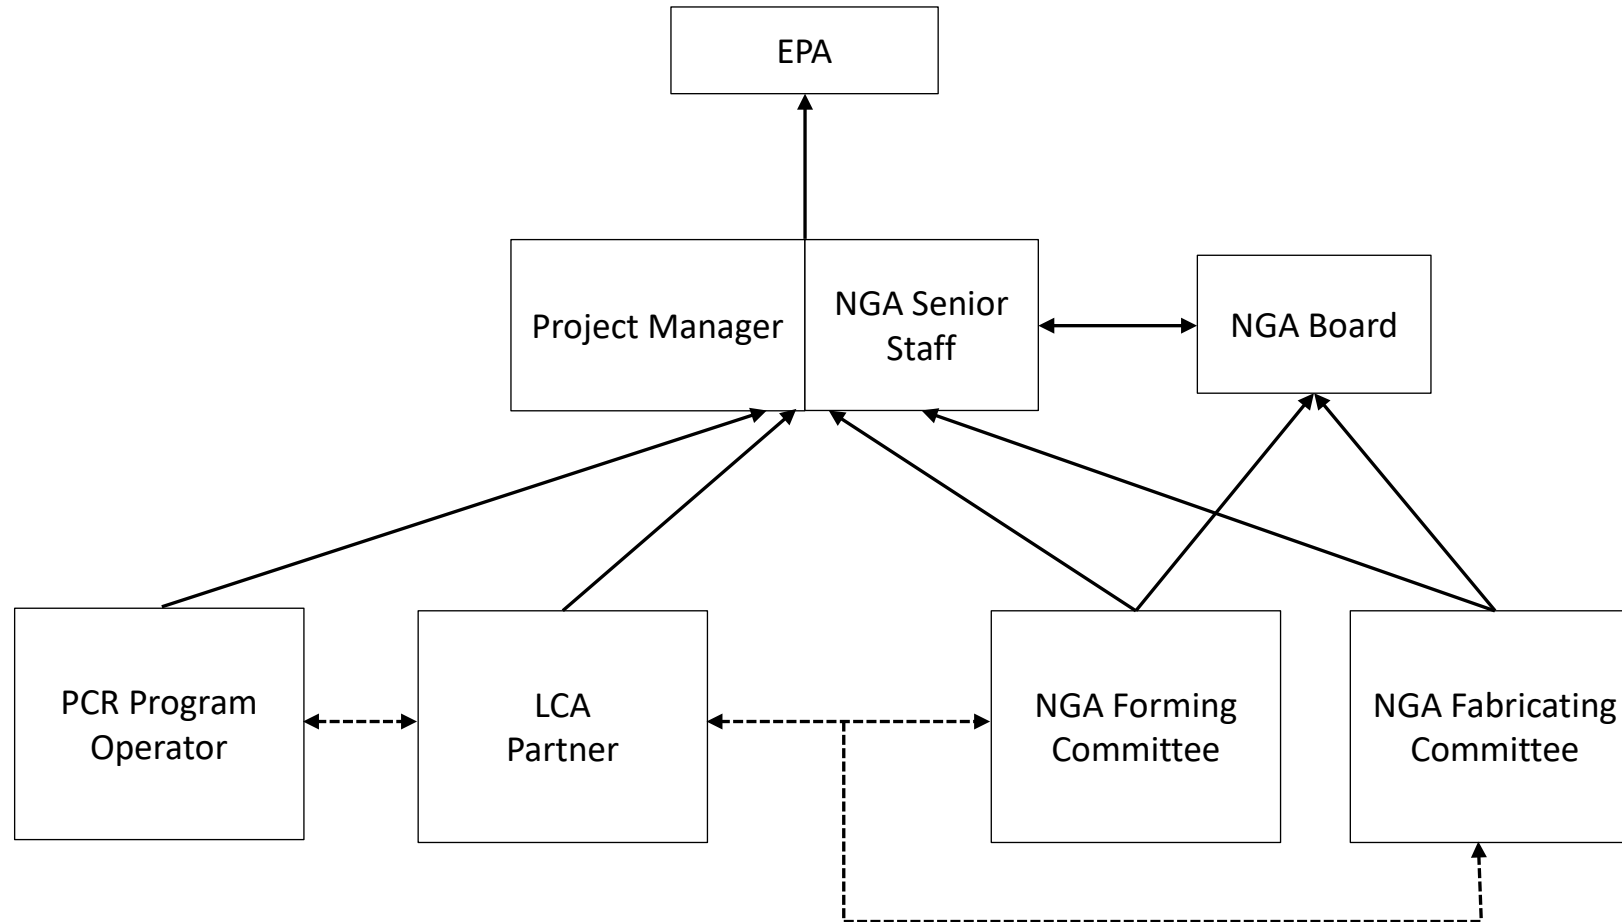 EPA
Project Manager
NGA Senior
Staff
NGA Board
PCR Program
Operator
LCA
Partner
NGA Forming
Committee
NGA Fabricating
Committee